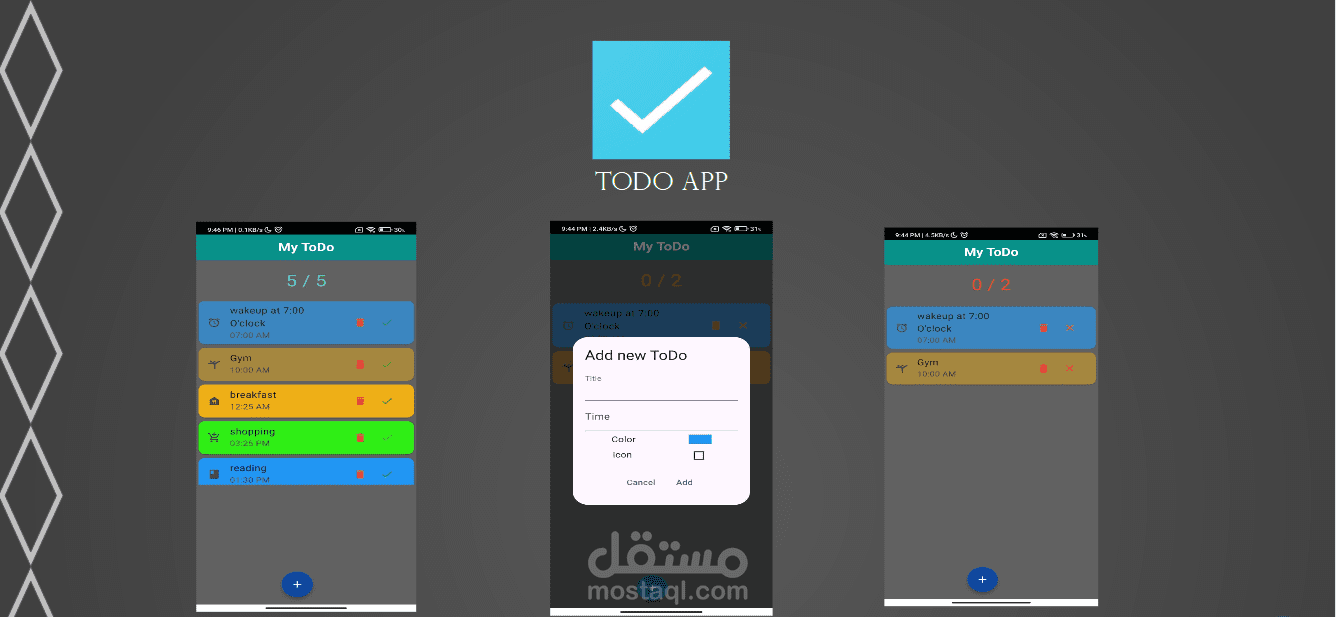 TODO APP
9:46 PM | 0.1KB/s
30%
My ToDo
5 / 5
wakeup at 7:00
O'clock
07:00 AM
Gym
10:00 AM
breakfast
12:25 AM
shopping
03:25 PM
reading
01:30 PM
+
9:44 PM | 2.4KB/s
31%
My ToDo
0 / 2
wakeup at 7:00
O'clock
Add new ToDo
Title
Time
Color
Icon
Cancel
Add
مستقل
mostaql.com
9:44 PM | 4.5KB/s
31%
My ToDo
0 / 2
wakeup at 7:00
O'clock
07:00 AM
Gym
10:00 AM
+